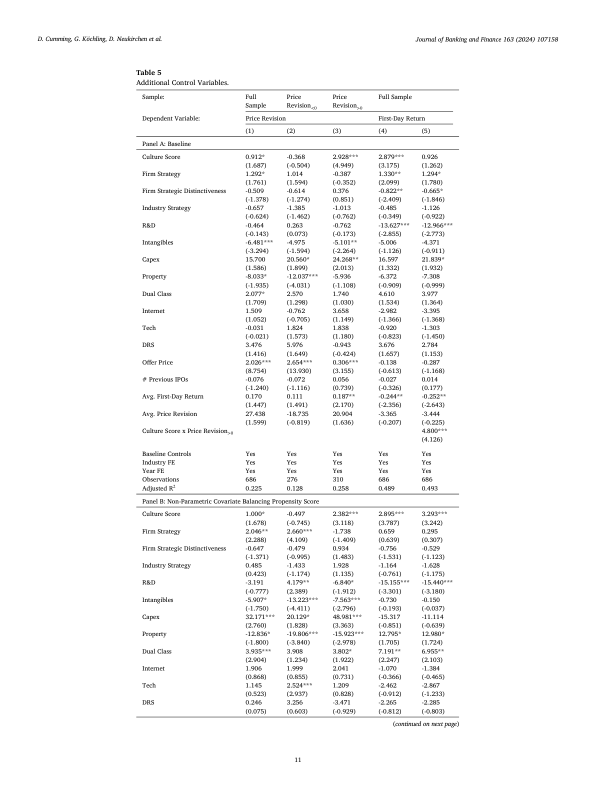 D. Cumming, G. Köchling, D. Neukirchen et al.
Journal of Banking and Finance 163 (2024) 107158
Table 5
Additional Control Variables.
Sample: Full Sample Price Revision<0 Price Revision>0 Full Sample
Dependent Variable: Price Revision First-Day Return
(1) (2) (3) (4) (5)
Panel A: Baseline
Culture Score 0.912* -0.368 2.928*** 2.879*** 0.926
(1.687) (-0.504) (4.949) (3.175) (1.262)
Firm Strategy 1.292* 1.014 -0.387 1.330** 1.294*
(1.761) (1.594) (-0.352) (2.099) (1.780)
Firm Strategic Distinctiveness -0.509 -0.614 0.376 -0.822** -0.665*
(-1.378) (-1.274) (0.851) (-2.409) (-1.846)
Industry Strategy -0.657 -1.385 -1.013 -0.485 -1.126
(-0.624) (-1.462) (-0.762) (-0.349) (-0.922)
R&D -0.464 0.263 -0.762 -13.627*** -12.966***
(-0.143) (0.073) (-0.173) (-2.855) (-2.773)
Intangibles -6.481*** -4.975 -5.101** -5.006 -4.371
(-3.294) (-1.594) (-2.264) (-1.126) (-0.911)
Capex 15.700 20.560* 24.268** 16.597 21.839*
(1.586) (1.899) (2.013) (1.332) (1.932)
Property -8.033* -12.037*** -5.936 -6.372 -7.308
(-1.935) (-4.031) (-1.108) (-0.909) (-0.999)
Dual Class 2.077* 2.570 1.740 4.610 3.977
(1.709) (1.298) (1.030) (1.534) (1.364)
Internet 1.509 -0.762 3.658 -2.982 -3.395
(1.052) (-0.705) (1.149) (-1.366) (-1.368)
Tech -0.031 1.824 1.838 -0.920 -1.303
(-0.021) (1.573) (1.180) (-0.823) (-1.450)
DRS 3.476 5.976 -0.943 3.676 2.784
(1.416) (1.649) (-0.424) (1.657) (1.153)
Offer Price 2.026*** 2.654*** 0.306*** -0.138 -0.287
(8.754) (13.930) (3.155) (-0.613) (-1.168)
# Previous IPOs -0.076 -0.072 0.056 -0.027 0.014
(-1.240) (-1.116) (0.739) (-0.326) (0.177)
Avg. First-Day Return 0.170 0.111 0.187** -0.244** -0.252**
(1.447) (1.491) (2.170) (-2.356) (-2.643)
Avg. Price Revision 27.438 -18.735 20.904 -3.365 -3.444
(1.599) (-0.819) (1.636) (-0.207) (-0.225)
Culture Score x Price Revision>0 4.800***
(4.126)
Baseline Controls Yes Yes Yes Yes Yes
Industry FE Yes Yes Yes Yes Yes
Year FE Yes Yes Yes Yes Yes
Observations 686 276 310 686 686
Adjusted R2 0.225 0.128 0.258 0.489 0.493
Panel B: Non-Parametric Covariate Balancing Propensity Score
Culture Score 1.000* -0.497 2.382*** 2.895*** 3.293***
(1.678) (-0.745) (3.118) (3.787) (3.242)
Firm Strategy 2.046** 2.660*** -1.738 0.659 0.295
(2.288) (4.109) (-1.409) (0.639) (0.307)
Firm Strategic Distinctiveness -0.647 -0.479 0.934 -0.756 -0.529
(-1.371) (-0.995) (1.483) (-1.531) (-1.123)
Industry Strategy 0.485 -1.433 1.928 -1.164 -1.628
(0.423) (-1.174) (1.135) (-0.761) (-1.175)
R&D -3.191 4.179** -6.840* -15.155*** -15.440***
(-0.777) (2.389) (-1.912) (-3.301) (-3.180)
Intangibles -5.907* -13.223*** -7.563*** -0.730 -0.150
(-1.750) (-4.411) (-2.796) (-0.193) (-0.037)
Capex 32.171*** 20.129* 48.981*** -15.317 -11.114
(2.760) (1.828) (3.363) (-0.851) (-0.639)
Property -12.836* -19.806*** -15.923*** 12.795* 12.980*
(-1.800) (-3.840) (-2.978) (1.705) (1.724)
Dual Class 3.935*** 3.908 3.802* 7.191** 6.955**
(2.904) (1.234) (1.922) (2.247) (2.103)
Internet 1.906 1.999 2.041 -1.070 -1.384
(0.868) (0.855) (0.731) (-0.366) (-0.465)
Tech 1.145 2.524*** 1.209 -2.462 -2.867
(0.523) (2.937) (0.828) (-0.912) (-1.233)
DRS 0.246 3.256 -3.471 -2.265 -2.285
(0.075) (0.603) (-0.929) (-0.812) (-0.803)
(continued on next page)
11